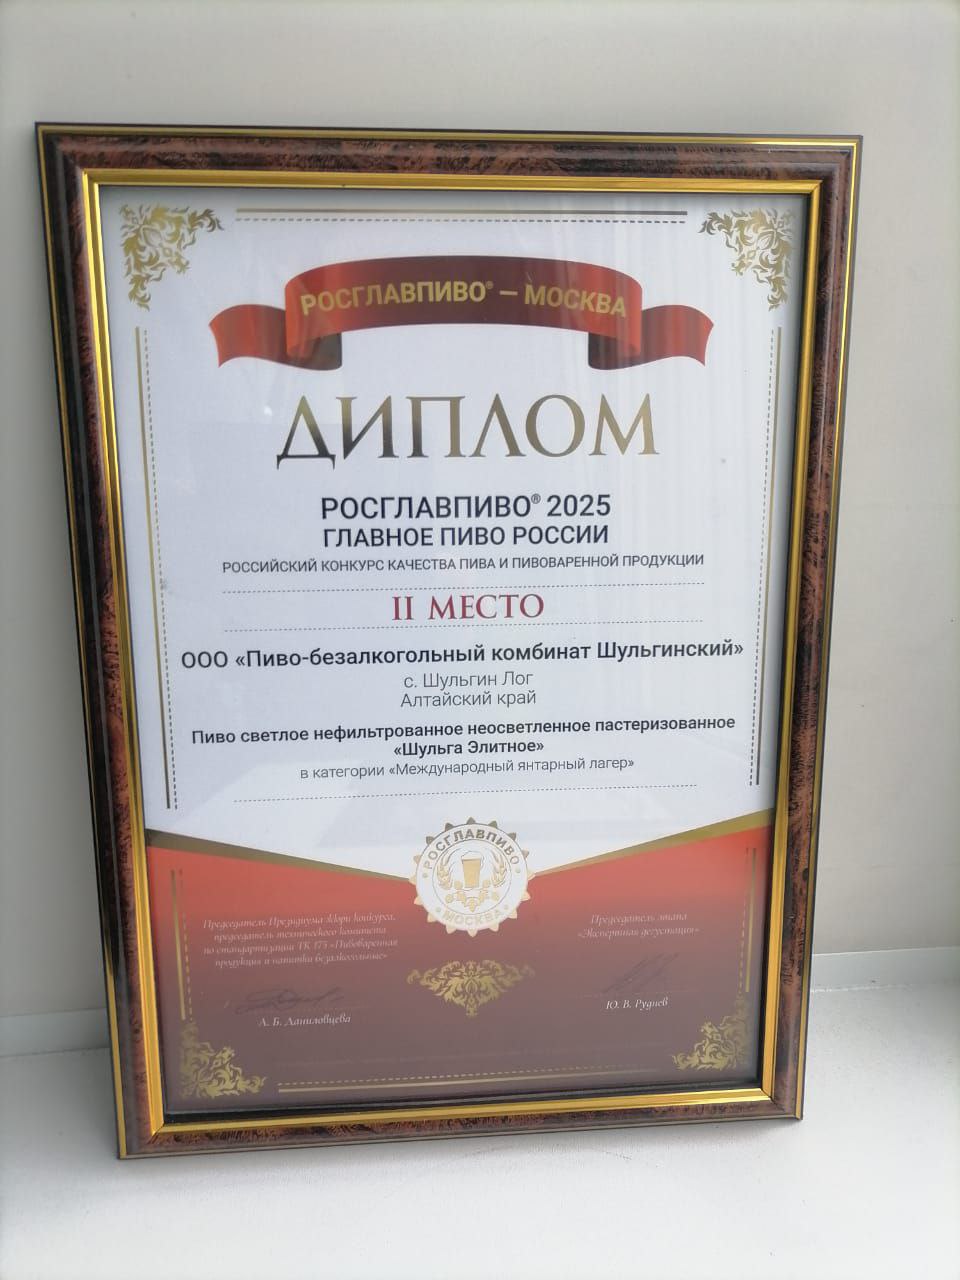 РОСГЛАВПИВО® – МОСКВА
ДИПЛОМ
РОСГЛАВПИВО® 2025
ГЛАВНОЕ ПИВО РОССИИ
РОССИЙСКИЙ КОНКУРС КАЧЕСТВА ПИВА И ПИВОВАРЕННОЙ ПРОДУКЦИИ
II МЕСТО
ООО «Пиво-безалкогольный комбинат Шульгинский»
с. Шульгин Лог
Алтайский край
Пиво светлое нефильтрованное неосветленное пастеризованное
«Шульга Элитное»
в категории «Международный янтарный лагер»
РОСГЛАВПИВО
МОСКВА
Председатель Президиума жюри конкурса,
председатель технического комитета
по стандартизации ТК 175 «Пивоваренная
продукция и напитки безалкогольные»
А. Б. Даниловцева
Председатель этапа
«Экспертная дегустация»
Ю. В. Руднев